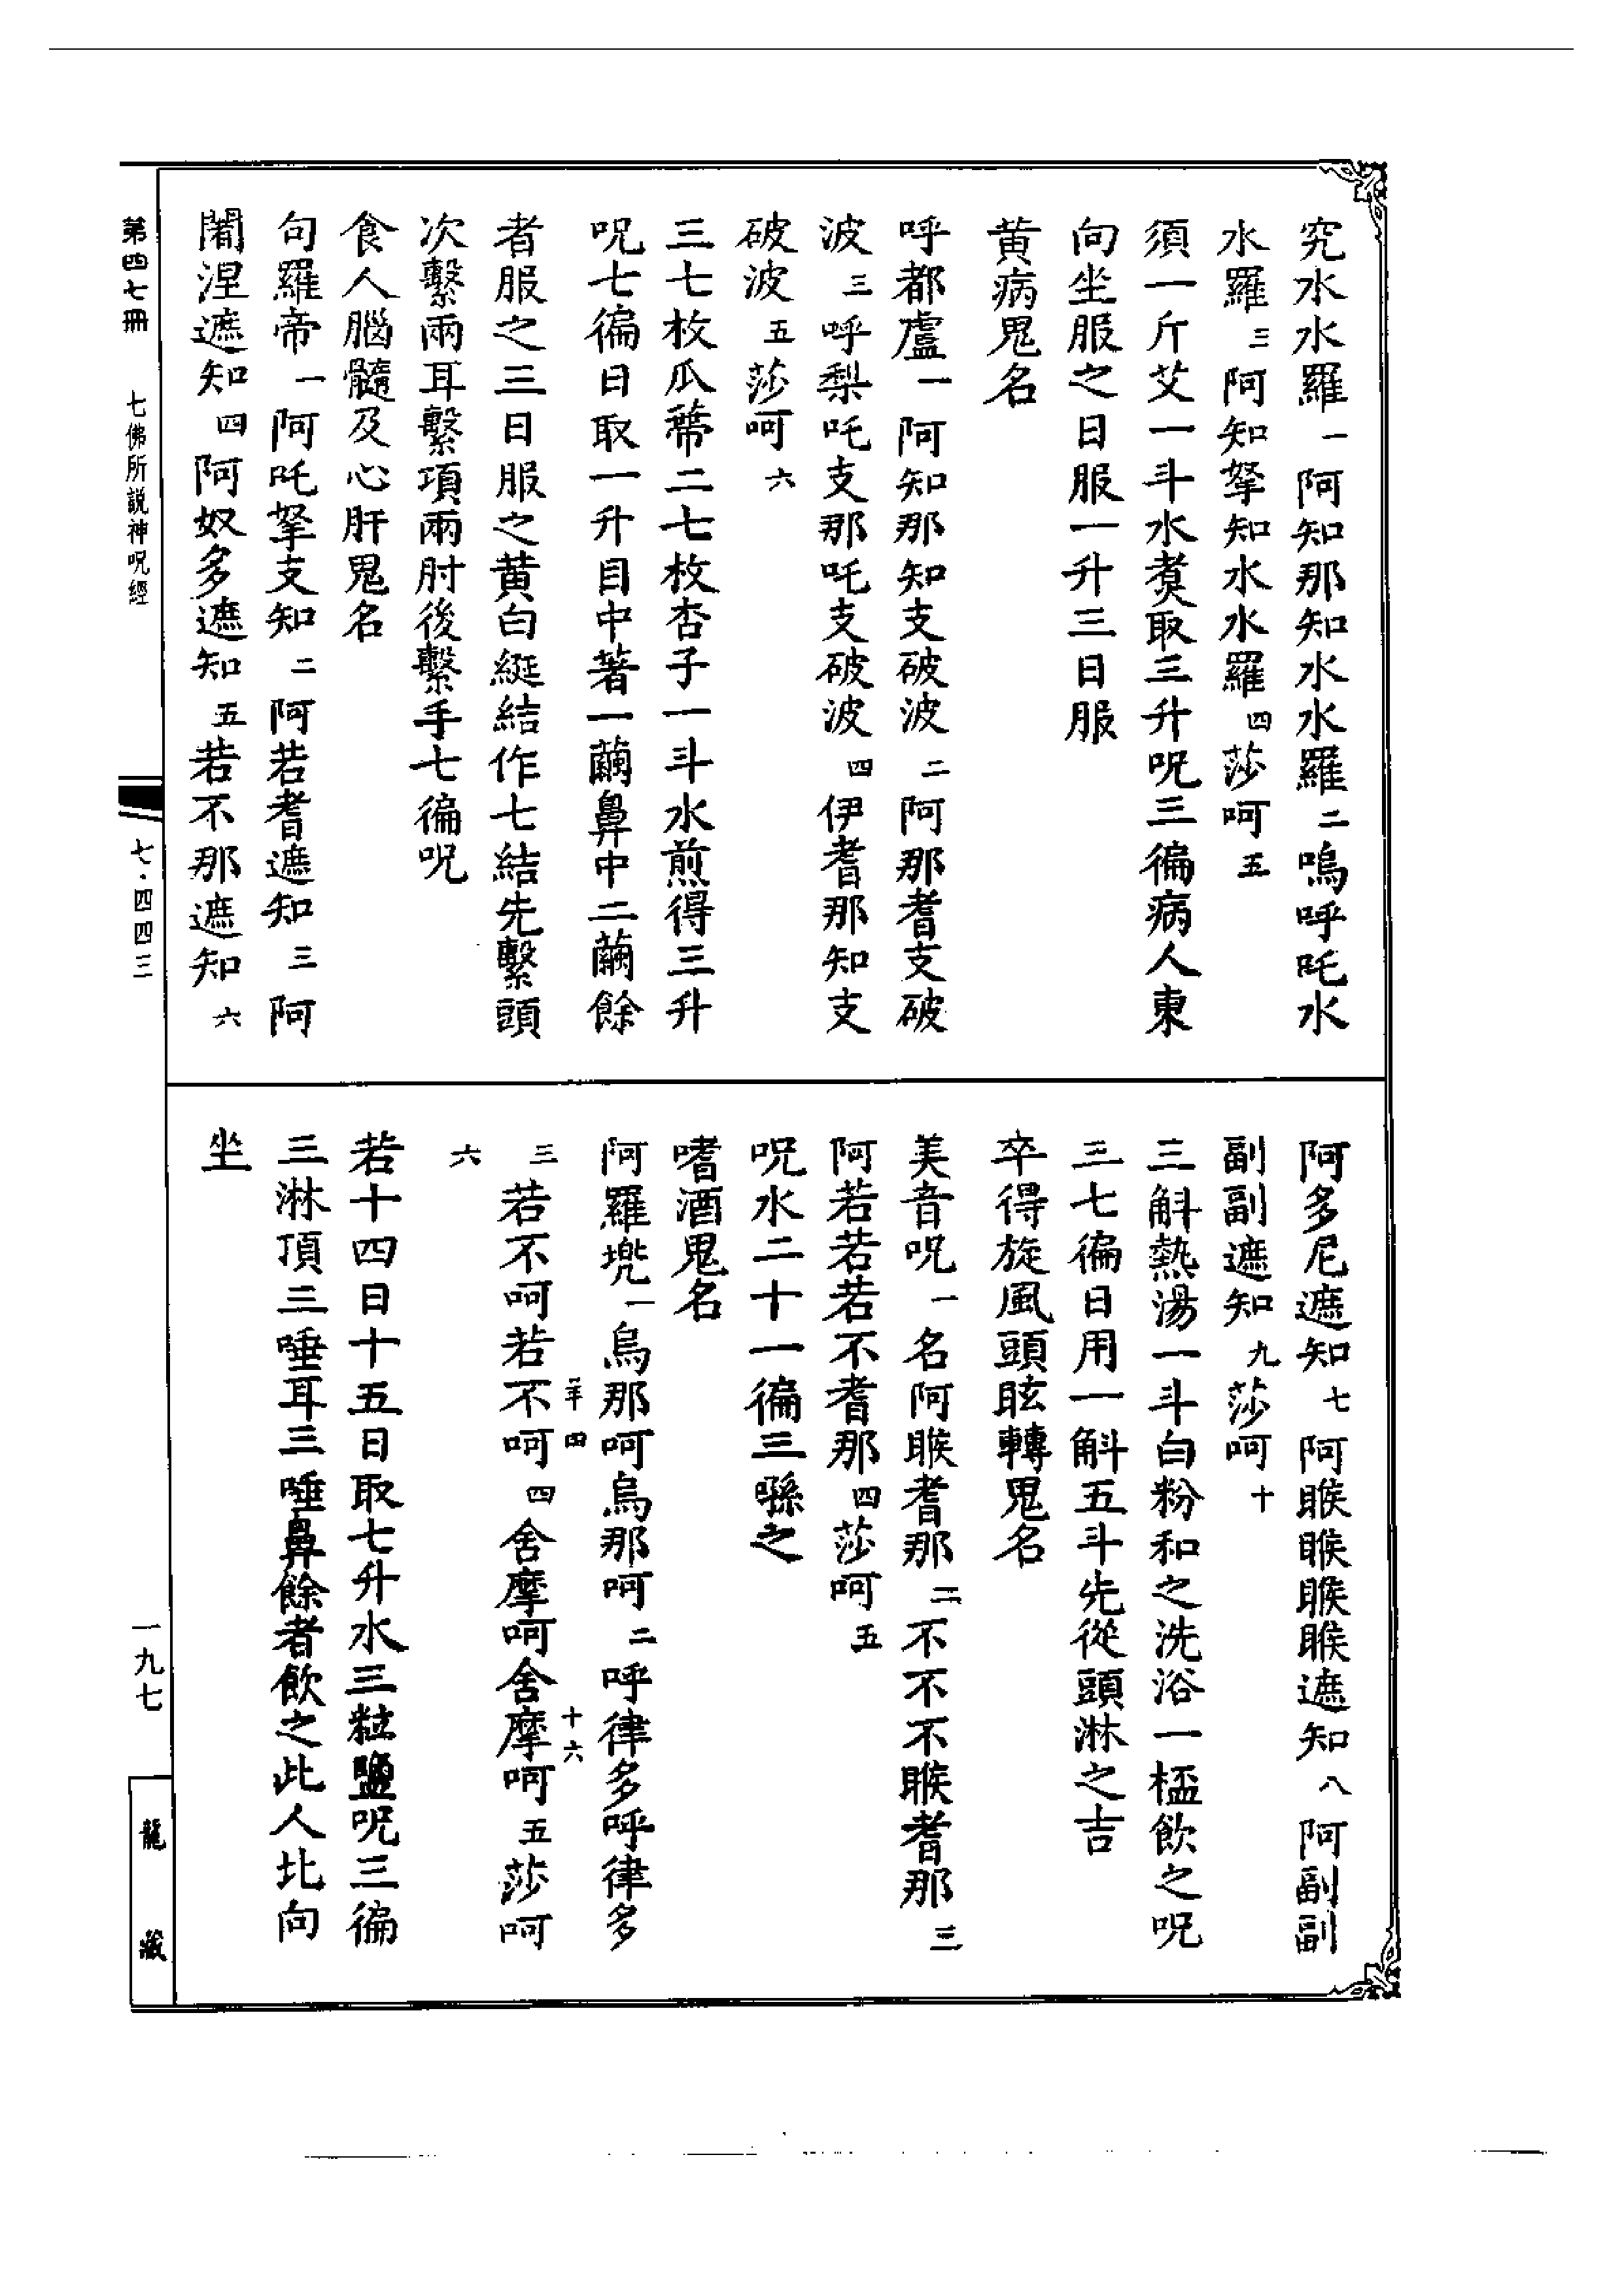 究水水羅一阿知那知水水水羅二嗚呼吒水
水羅三阿知拏知水水羅四莎呵五
須一斤艾一斗水煑取三升呪三徧病人東
向坐服之日服一升三日服
黃病鬼名
呼都盧一阿知那知支破波二阿那耆支破
波三呼梨吒支那吒支破波四伊耆那知支
破波五莎呵六
三七枚瓜蔕二七枚杏子一斗水煎得三升
呪七徧日取一升目中著一繭鼻中二繭餘
者服之三日服之黃白綖結作七結先繫頭
次繫兩耳繫項兩肘後繫手七徧呪
食人腦髓及心肝鬼名
句羅帝一阿吒拏支知二阿若耆遮知三阿
闍涅遮知四阿奴多遮知五若不那遮知六
阿多尼遮知七阿睺睺睺睺遮知八阿副副
副副遮知九莎呵十
三斛熱湯一斗白粉和之洗浴一桮飲之呪
三七徧日用一斛五斗先從頭淋之吉
卒得旋風頭眩轉鬼名
美音呪一名阿睺耆那二不不不睺耆那三
阿若若若不耆那四莎呵五
呪水二十一徧三噀之
嗜酒鬼名
阿羅兠一烏那呵烏那呵二呼律多呼律多
三若不呵若不呵四舍摩呵舍摩呵五莎呵
六
若十四日十五日取七升水三粒鹽呪三徧
三淋頂三唾耳三唾鼻餘者飲之此人北向
坐
第四七冊
七佛所説神呪經
七·四四三
一九七
龍藏